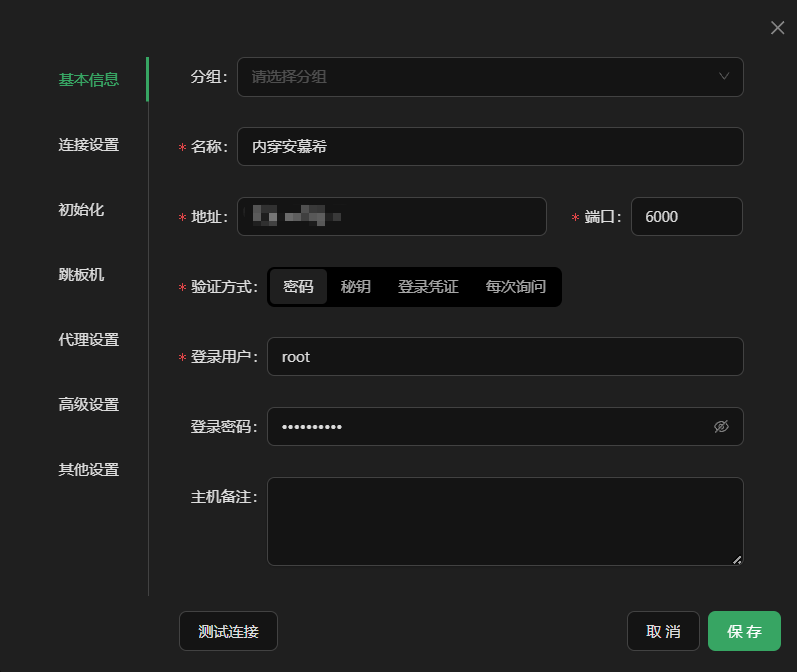 基本信息
连接设置
初始化
跳板机
代理设置
高级设置
其他设置
分组： 请选择分组
* 名称： 内穿安慕希
* 地址：
* 端口： 6000
* 验证方式： 密码 秘钥 登录凭证 每次询问
* 登录用户： root
登录密码： ••••••••••
主机备注：
测试连接
取 消 保 存